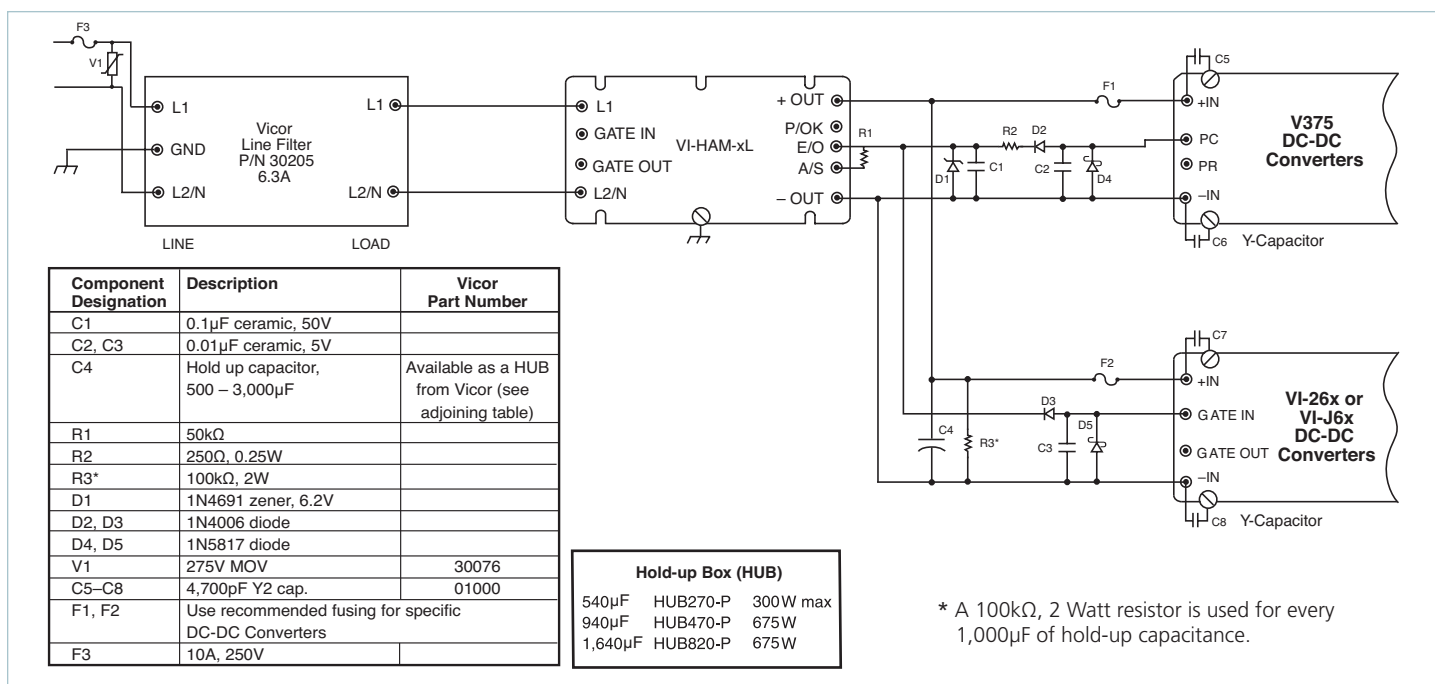 F3
V1
L1
GND
L2/N
Vicor
Line Filter
P/N 30205
6.3A
L1
L2/N
LINE
LOAD
L1
GATE IN
GATE OUT
L2/N
VI-HAM-xL
+ OUT
P/OK
E/O
A/S
– OUT
R1
D1
C1
R2
D2
C2
D4
F1
C5
+IN
PC
PR
–IN
V375
DC-DC
Converters
C6
Y-Capacitor
C7
F2
+IN
GATE IN
GATE OUT
–IN
VI-26x or
VI-J6x
DC-DC
Converters
D3
D5
C4
R3*
C3
C8
Y-Capacitor
Component Designation Description Vicor Part Number
C1 0.1µF ceramic, 50V
C2, C3 0.01µF ceramic, 5V
C4 Hold up capacitor, 500 – 3,000µF Available as a HUB from Vicor (see adjoining table)
R1 50kΩ
R2 250Ω, 0.25W
R3* 100kΩ, 2W
D1 1N4691 zener, 6.2V
D2, D3 1N4006 diode
D4, D5 1N5817 diode
V1 275V MOV 30076
C5–C8 4,700pF Y2 cap. 01000
F1, F2 Use recommended fusing for specific DC-DC Converters
F3 10A, 250V
Hold-up Box (HUB)
540µF HUB270-P 300W max
940µF HUB470-P 675W
1,640µF HUB820-P 675W
* A 100kΩ, 2 Watt resistor is used for every
1,000µF of hold-up capacitance.